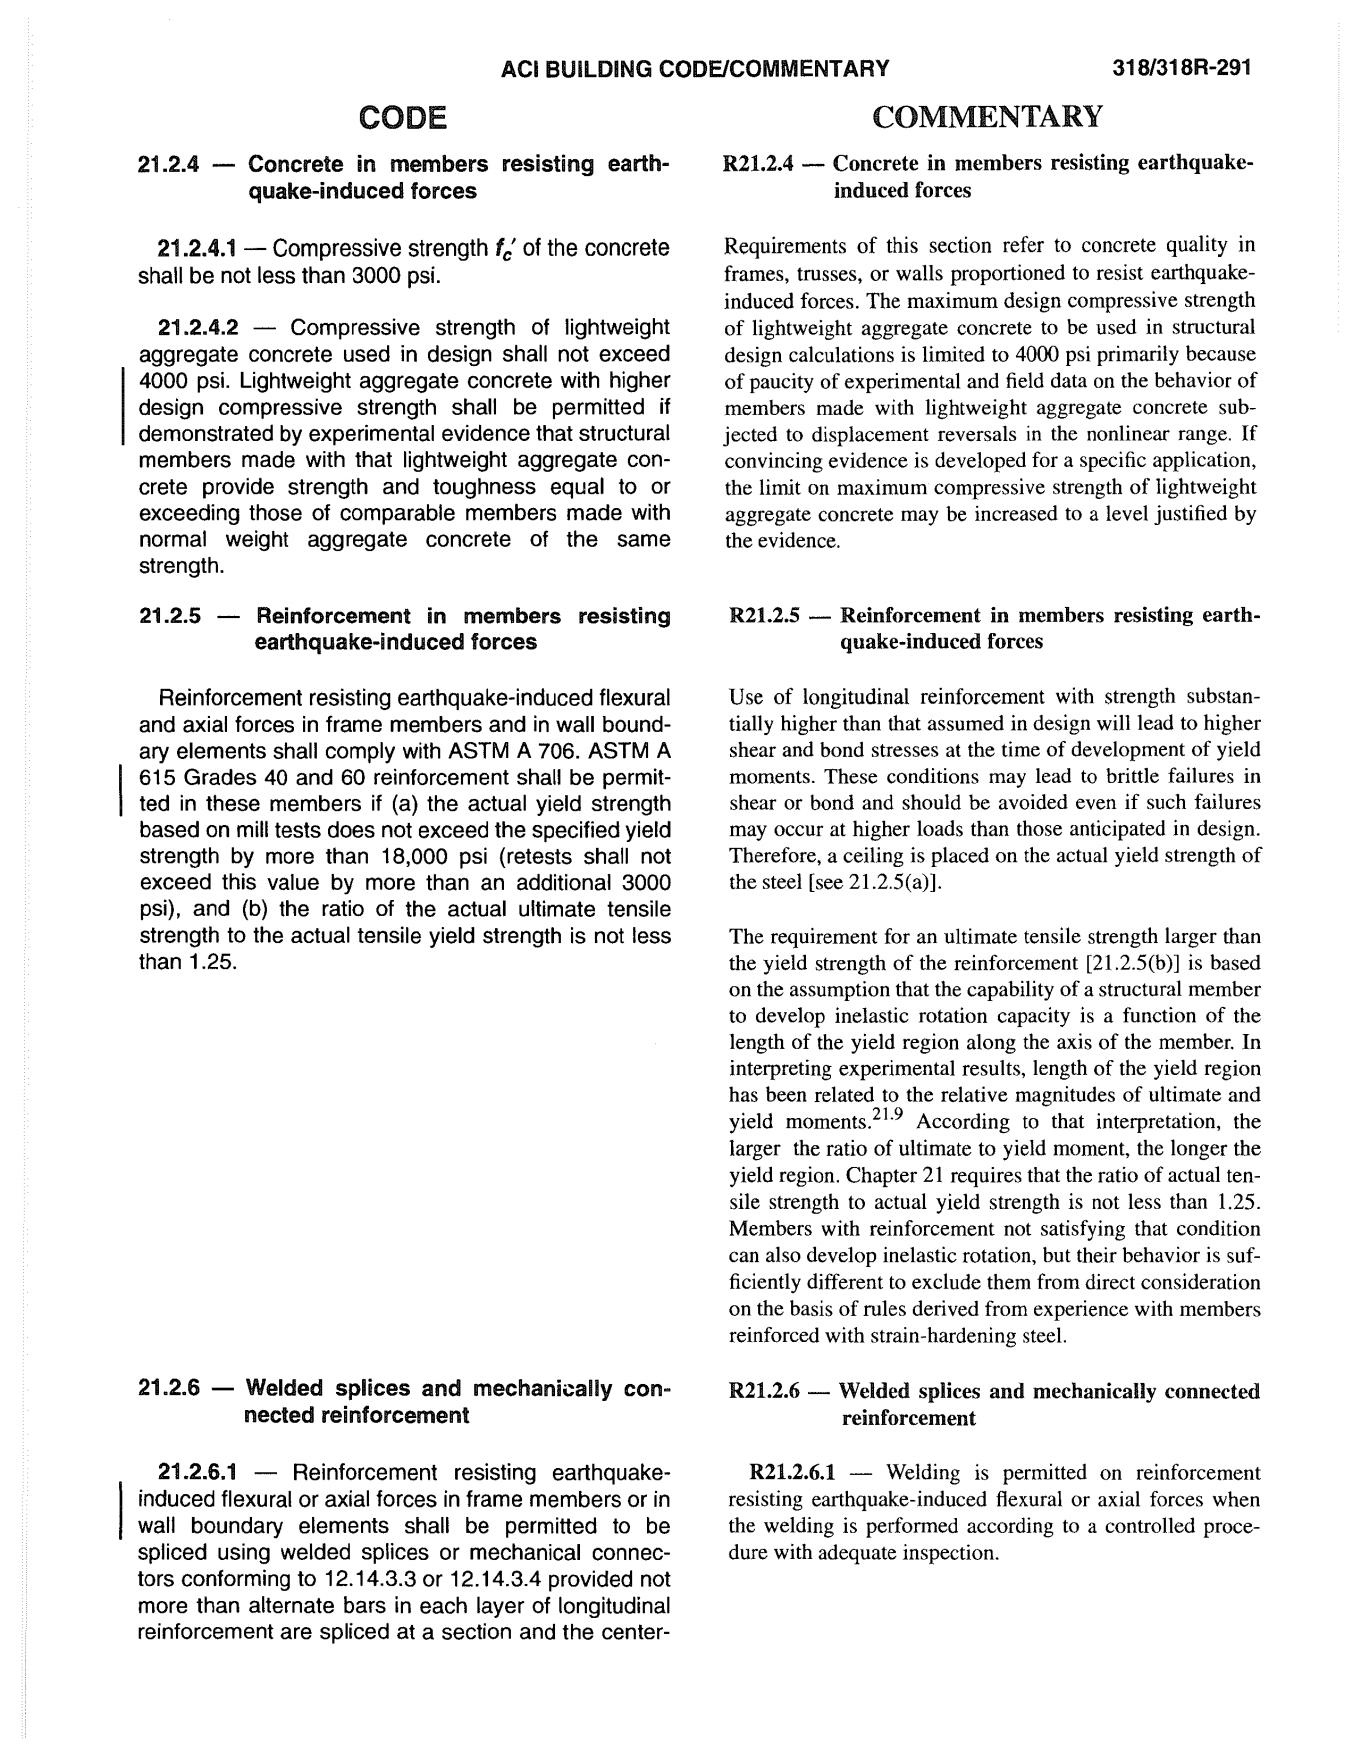 ACI BUILDING CODE/COMMENTARY 318/318R-291
CODE
21.2.4 — Concrete in members resisting earth-
quake-induced forces
21.2.4.1 — Compressive strength fc′ of the concrete
shall be not less than 3000 psi.
21.2.4.2 — Compressive strength of lightweight
aggregate concrete used in design shall not exceed
4000 psi. Lightweight aggregate concrete with higher
design compressive strength shall be permitted if
demonstrated by experimental evidence that structural
members made with that lightweight aggregate con-
crete provide strength and toughness equal to or
exceeding those of comparable members made with
normal weight aggregate concrete of the same
strength.
21.2.5 — Reinforcement in members resisting
earthquake-induced forces
Reinforcement resisting earthquake-induced flexural
and axial forces in frame members and in wall bound-
ary elements shall comply with ASTM A 706. ASTM A
615 Grades 40 and 60 reinforcement shall be permit-
ted in these members if (a) the actual yield strength
based on mill tests does not exceed the specified yield
strength by more than 18,000 psi (retests shall not
exceed this value by more than an additional 3000
psi), and (b) the ratio of the actual ultimate tensile
strength to the actual tensile yield strength is not less
than 1.25.
21.2.6 — Welded splices and mechanically con-
nected reinforcement
21.2.6.1 — Reinforcement resisting earthquake-
induced flexural or axial forces in frame members or in
wall boundary elements shall be permitted to be
spliced using welded splices or mechanical connec-
tors conforming to 12.14.3.3 or 12.14.3.4 provided not
more than alternate bars in each layer of longitudinal
reinforcement are spliced at a section and the center-
COMMENTARY
R21.2.4 — Concrete in members resisting earthquake-
induced forces
Requirements of this section refer to concrete quality in
frames, trusses, or walls proportioned to resist earthquake-
induced forces. The maximum design compressive strength
of lightweight aggregate concrete to be used in structural
design calculations is limited to 4000 psi primarily because
of paucity of experimental and field data on the behavior of
members made with lightweight aggregate concrete sub-
jected to displacement reversals in the nonlinear range. If
convincing evidence is developed for a specific application,
the limit on maximum compressive strength of lightweight
aggregate concrete may be increased to a level justified by
the evidence.
R21.2.5 — Reinforcement in members resisting earth-
quake-induced forces
Use of longitudinal reinforcement with strength substan-
tially higher than that assumed in design will lead to higher
shear and bond stresses at the time of development of yield
moments. These conditions may lead to brittle failures in
shear or bond and should be avoided even if such failures
may occur at higher loads than those anticipated in design.
Therefore, a ceiling is placed on the actual yield strength of
the steel [see 21.2.5(a)].
The requirement for an ultimate tensile strength larger than
the yield strength of the reinforcement [21.2.5(b)] is based
on the assumption that the capability of a structural member
to develop inelastic rotation capacity is a function of the
length of the yield region along the axis of the member. In
interpreting experimental results, length of the yield region
has been related to the relative magnitudes of ultimate and
yield moments.21.9 According to that interpretation, the
larger the ratio of ultimate to yield moment, the longer the
yield region. Chapter 21 requires that the ratio of actual ten-
sile strength to actual yield strength is not less than 1.25.
Members with reinforcement not satisfying that condition
can also develop inelastic rotation, but their behavior is suf-
ficiently different to exclude them from direct consideration
on the basis of rules derived from experience with members
reinforced with strain-hardening steel.
R21.2.6 — Welded splices and mechanically connected
reinforcement
R21.2.6.1 — Welding is permitted on reinforcement
resisting earthquake-induced flexural or axial forces when
the welding is performed according to a controlled proce-
dure with adequate inspection.